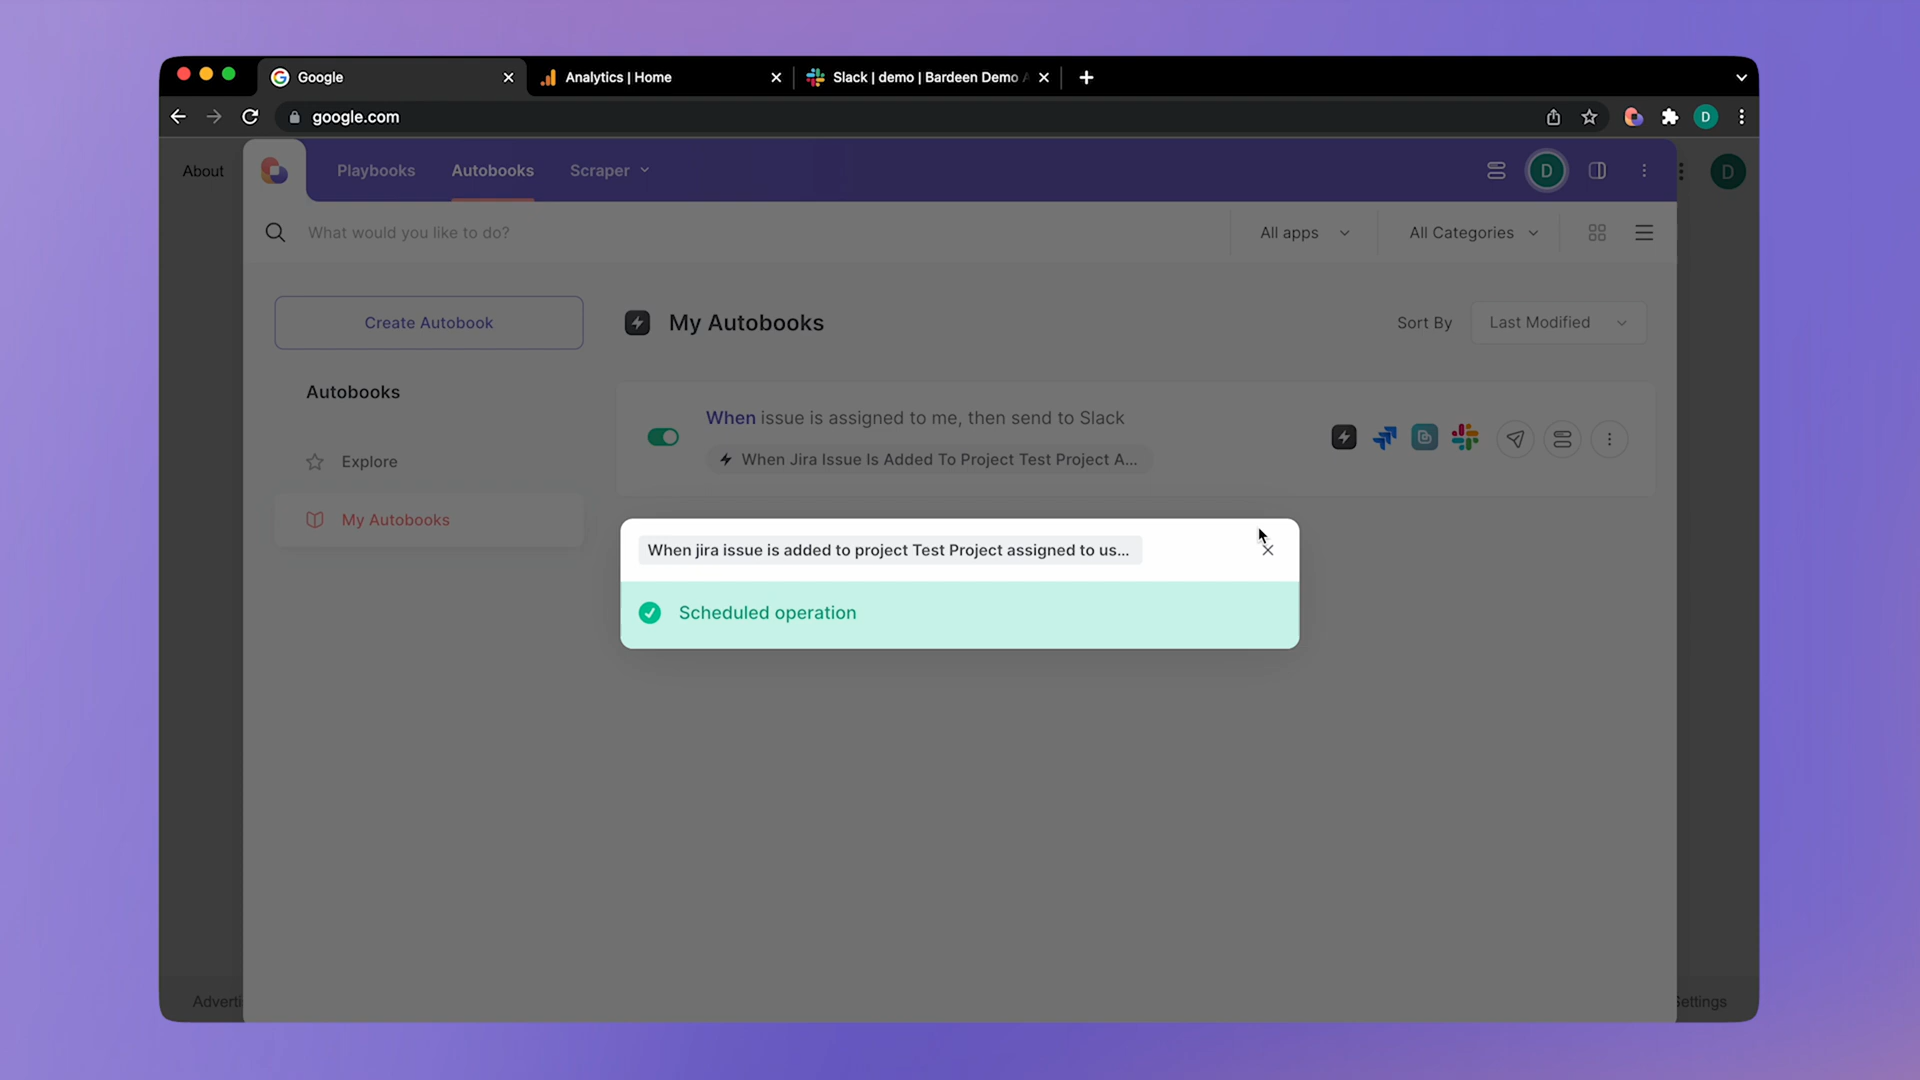 Google
Analytics | Home
Slack | demo | Bardeen Demo
google.com
D
About
Playbooks
Autobooks
Scraper
D
D
What would you like to do?
All apps
All Categories
Create Autobook
My Autobooks
Sort By
Last Modified
Autobooks
When issue is assigned to me, then send to Slack
When Jira Issue Is Added To Project Test Project A...
Explore
My Autobooks
When jira issue is added to project Test Project assigned to us...
Scheduled operation
Adverti
Settings